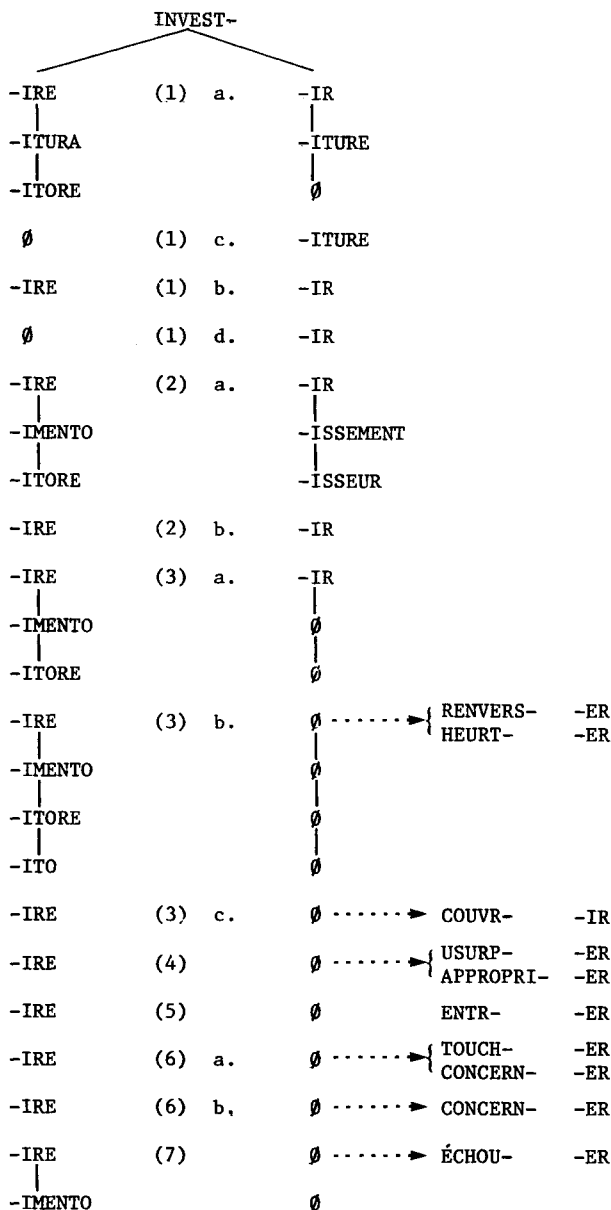 INVEST-
-IRE (1) a. -IR
-ITURA -ITURE
-ITORE Ø
Ø (1) c. -ITURE
-IRE (1) b. -IR
Ø (1) d. -IR
-IRE (2) a. -IR
-IMENTO -ISSEMENT
-ITORE -ISSEUR
-IRE (2) b. -IR
-IRE (3) a. -IR
-IMENTO Ø
-ITORE Ø
-IRE (3) b. Ø RENVERS- -ER
HEURT- -ER
-IMENTO Ø
-ITORE Ø
-ITO Ø
-IRE (3) c. Ø COUVR- -IR
-IRE (4) Ø USURP- -ER
APPROPRI- -ER
-IRE (5) Ø ENTR- -ER
-IRE (6) a. Ø TOUCH- -ER
CONCERN- -ER
-IRE (6) b, Ø CONCERN- -ER
-IRE (7) Ø ÉCHOU- -ER
-IMENTO Ø